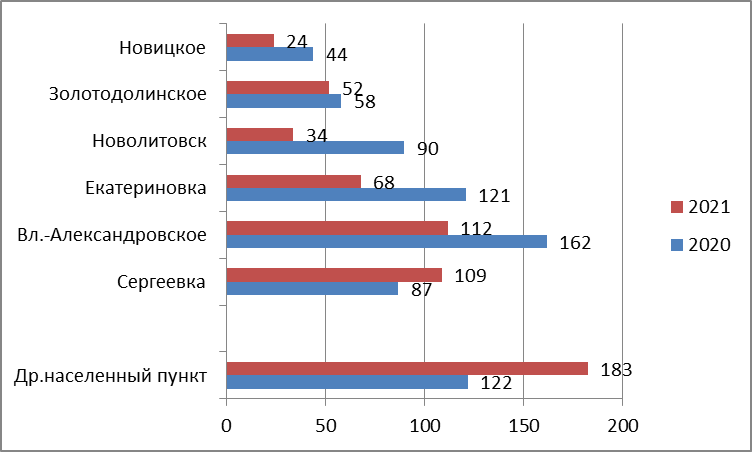 Новицкое
24
44
Золотодолинское
52
58
Новолитовск
34
90
Екатериновка
68
121
Вл.-Александровское
112
162
Сергеевка
109
87
Др.населенный пункт
183
122
0 50 100 150 200
2021
2020